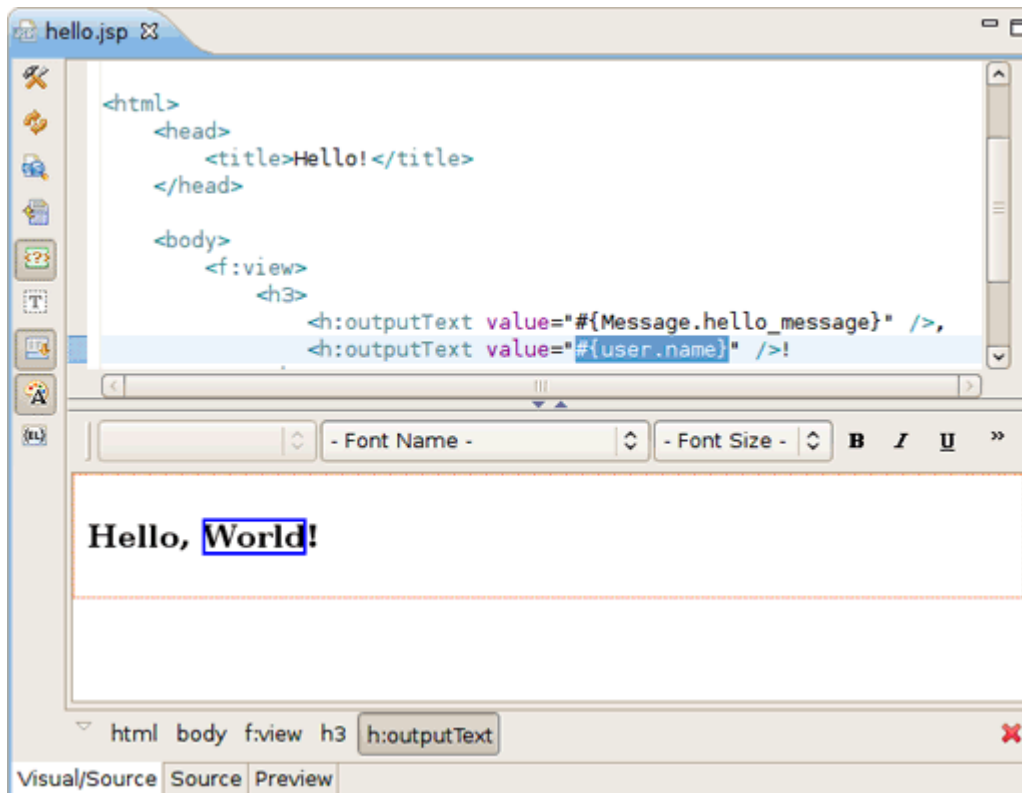 hello.jsp
<html>
<head>
<title>Hello!</title>
</head>
<body>
<f:view>
<h3>
<h:outputText value="#{Message.hello_message}" />,
<h:outputText value="#{user.name}" />!
- Font Name -
- Font Size -
B I U »
Hello, World!
html body f:view h3 h:outputText
Visual/Source Source Preview